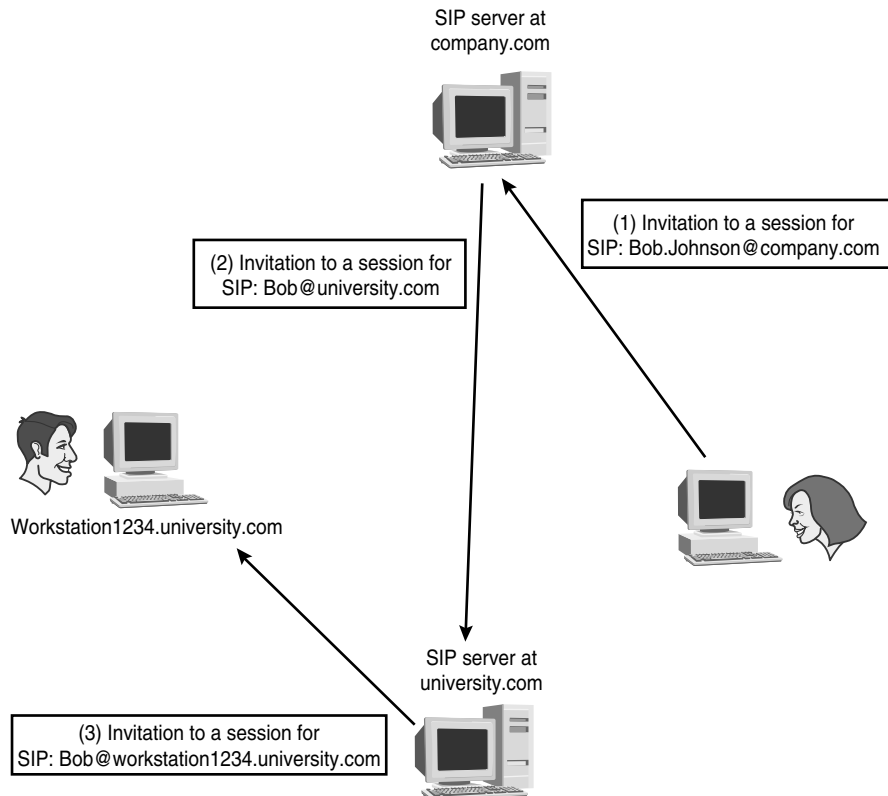 SIP server at
company.com
(1) Invitation to a session for
SIP: Bob.Johnson@company.com
(2) Invitation to a session for
SIP: Bob@university.com
Workstation1234.university.com
SIP server at
university.com
(3) Invitation to a session for
SIP: Bob@workstation1234.university.com